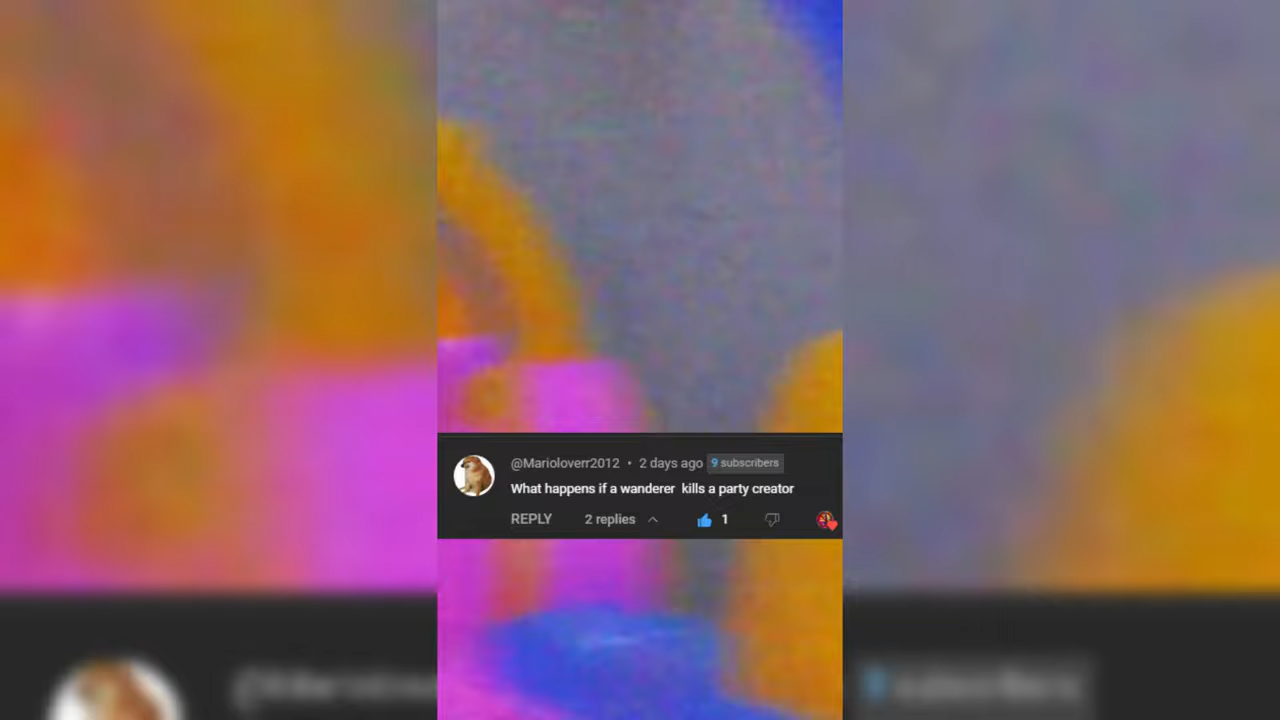 @Marioloverr2012 • 2 days ago 9 subscribers
What happens if a wanderer kills a party creator
REPLY 2 replies 1